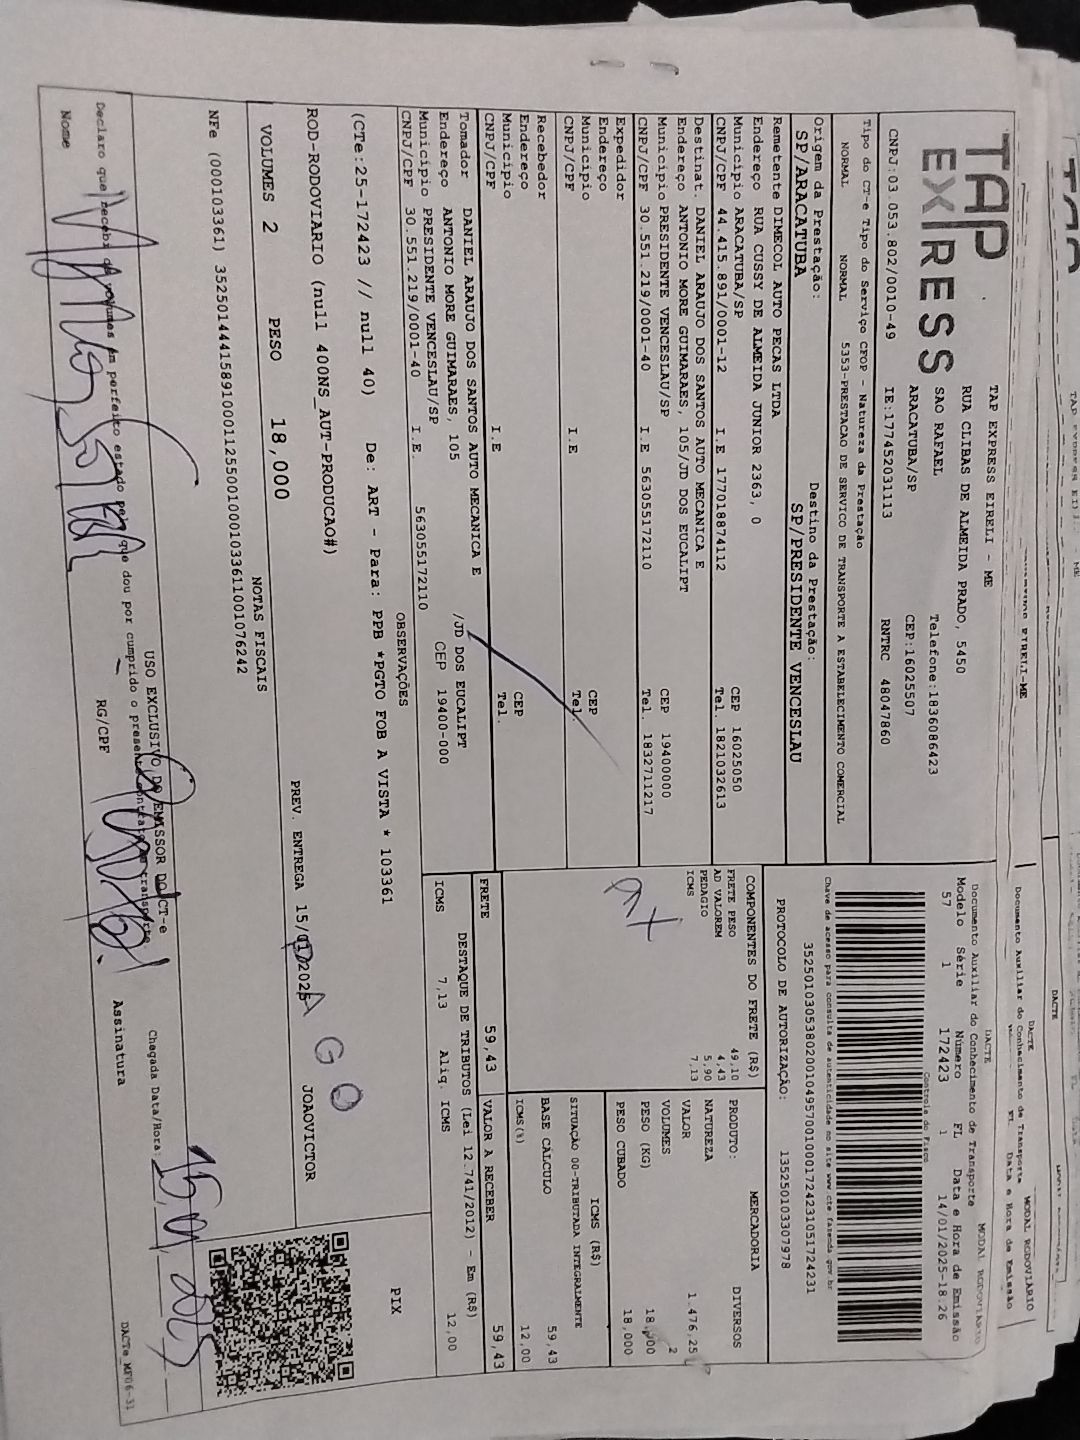 TAP
EXPRESS
TAP EXPRESS EIRELI - ME
RUA CLIBAS DE ALMEIDA PRADO, 5450
SAO RAFAEL
Telefone:1836086423
ARACATUBA/SP
CEP:16025507
CNPJ:03.053.802/0010-49
IE:177452031113
RNTRC 48047860
DACTE
MODAL RODOVIÁRIO
Documento Auxiliar do Conhecimento de Transporte
Modelo Série Número FL Data e Hora de Emissão
57 1 172423 1 14/01/2025-18:26
Controle do Fisco
Chave de acesso para consulta de autenticidade no site www.cte.fazenda.gov.br
35250103053802001049570010001724231051724231
PROTOCOLO DE AUTORIZAÇÃO: 135250103307978
Tipo do CT-e Tipo do Serviço CFOP - Natureza da Prestação
NORMAL NORMAL 5353-PRESTACAO DE SERVICO DE TRANSPORTE A ESTABELECIMENTO COMERCIAL
Origem da Prestação:
Destino da Prestação:
SP/ARACATUBA
SP/PRESIDENTE VENCESLAU
Remetente DIMECOL AUTO PECAS LTDA
Endereço RUA CUSSY DE ALMEIDA JUNIOR 2363, 0
CEP 16025050
Município ARACATUBA/SP
Tel. 1821032613
CNPJ/CPF 44.415.891/0001-12 I.E 177018874112
Destinat. DANIEL ARAUJO DOS SANTOS AUTO MECANICA E
Endereço ANTONIO MORE GUIMARAES, 105/JD DOS EUCALIPT
Município PRESIDENTE VENCESLAU/SP
CEP 19400000
CNPJ/CPF 30.551.219/0001-40 I.E 563055172110
Tel. 1832711217
Expedidor
Endereço
Município
CEP
CNPJ/CPF I.E
Tel.
Recebedor
Endereço
Município
CEP
CNPJ/CPF I.E
Tel.
Tomador DANIEL ARAUJO DOS SANTOS AUTO MECANICA E
Endereço ANTONIO MORE GUIMARAES, 105 /JD DOS EUCALIPT
Município PRESIDENTE VENCESLAU/SP CEP 19400-000
CNPJ/CPF 30.551.219/0001-40 I.E. 563055172110
COMPONENTES DO FRETE (R$)
FRETE PESO 49,10
AD VALOREM 4,43
PEDAGIO 5,90
ICMS 7,13
MERCADORIA
PRODUTO: DIVERSOS
NATUREZA
VALOR 1.476,25
VOLUMES 2
PESO (KG) 18,000
PESO CUBADO 18,000
ICMS (R$)
SITUAÇÃO 00-TRIBUTADA INTEGRALMENTE
BASE CÁLCULO 59,43
ICMS(%) 12,00
FRETE 59,43
VALOR A RECEBER 59,43
DESTAQUE DE TRIBUTOS (Lei 12.741/2012) - Em (R$)
ICMS 7,13 Aliq. ICMS 12,00
OBSERVAÇÕES
(CTe:25-172423 // null 40) De: ART - Para: PPB *PGTO FOB A VISTA * 103361
ROD-RODOVIARIO (null 400NS_AUT-PRODUCAO#)
PIX
PREV. ENTREGA 15/01/2025
A GO
JOAOVICTOR
VOLUMES 2 PESO 18,000
NOTAS FISCAIS
NFe (000103361) 35250144415891000112550010001033611001076242
USO EXCLUSIVO DO EMISSOR DO CT-e
Chegada Data/Hora:
15,01 2025
Declaro que recebi os volumes em perfeito estado pelo que dou por cumprido o presente contrato de transporte
Nome
RG/CPF
Assinatura
DACTe_MF06-31